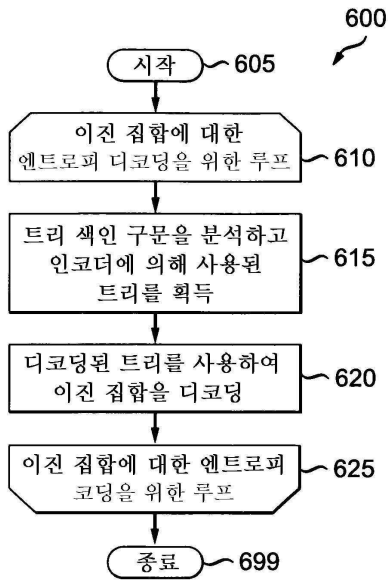 600
시작 605
이진 집합에 대한
엔트로피 디코딩을 위한 루프 610
트리 색인 구문을 분석하고
인코더에 의해 사용된 615
트리를 획득
디코딩된 트리를 사용하여
이진 집합을 디코딩 620
이진 집합에 대한 엔트로피
코딩을 위한 루프 625
종료 699